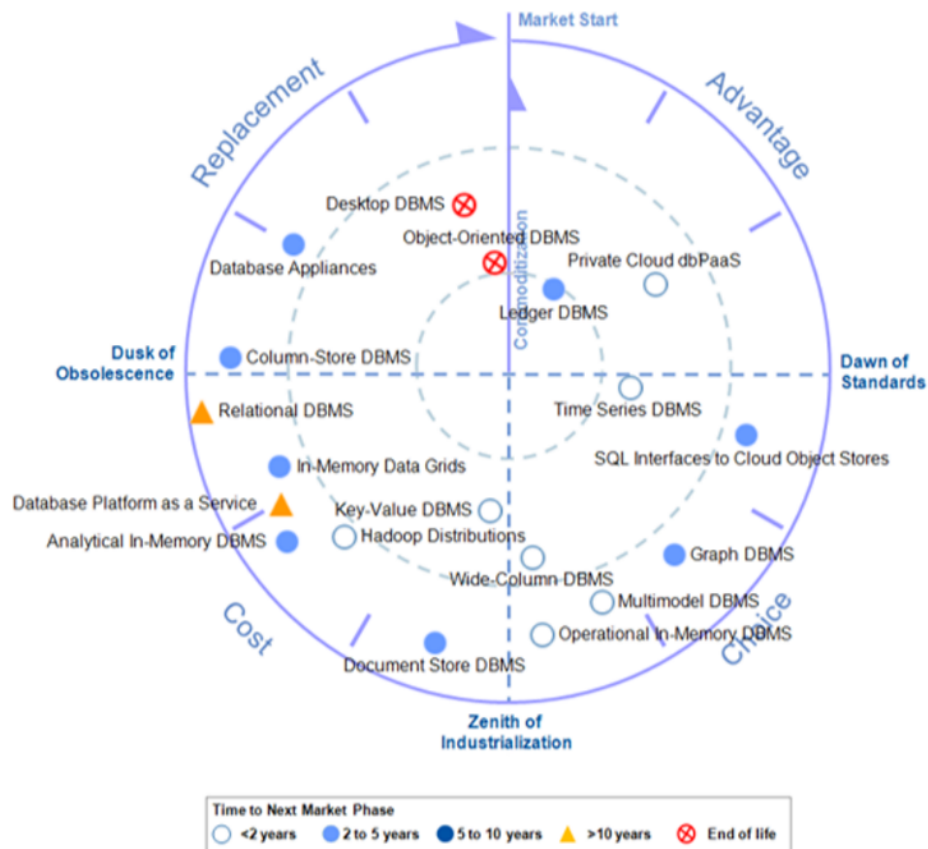 Market Start
Replacement
Advantage
Desktop DBMS
Object-Oriented DBMS
Commoditization
Database Appliances
Private Cloud dbPaaS
Ledger DBMS
Dusk of
Obsolescence
Column-Store DBMS
Dawn of
Standards
Relational DBMS
Time Series DBMS
SQL Interfaces to Cloud Object Stores
In-Memory Data Grids
Database Platform as a Service
Key-Value DBMS
Analytical In-Memory DBMS
Hadoop Distributions
Graph DBMS
Wide-Column DBMS
Multimodel DBMS
Operational In-Memory DBMS
Cost
Choice
Document Store DBMS
Zenith of
Industrialization
Time to Next Market Phase
<2 years 2 to 5 years 5 to 10 years >10 years End of life